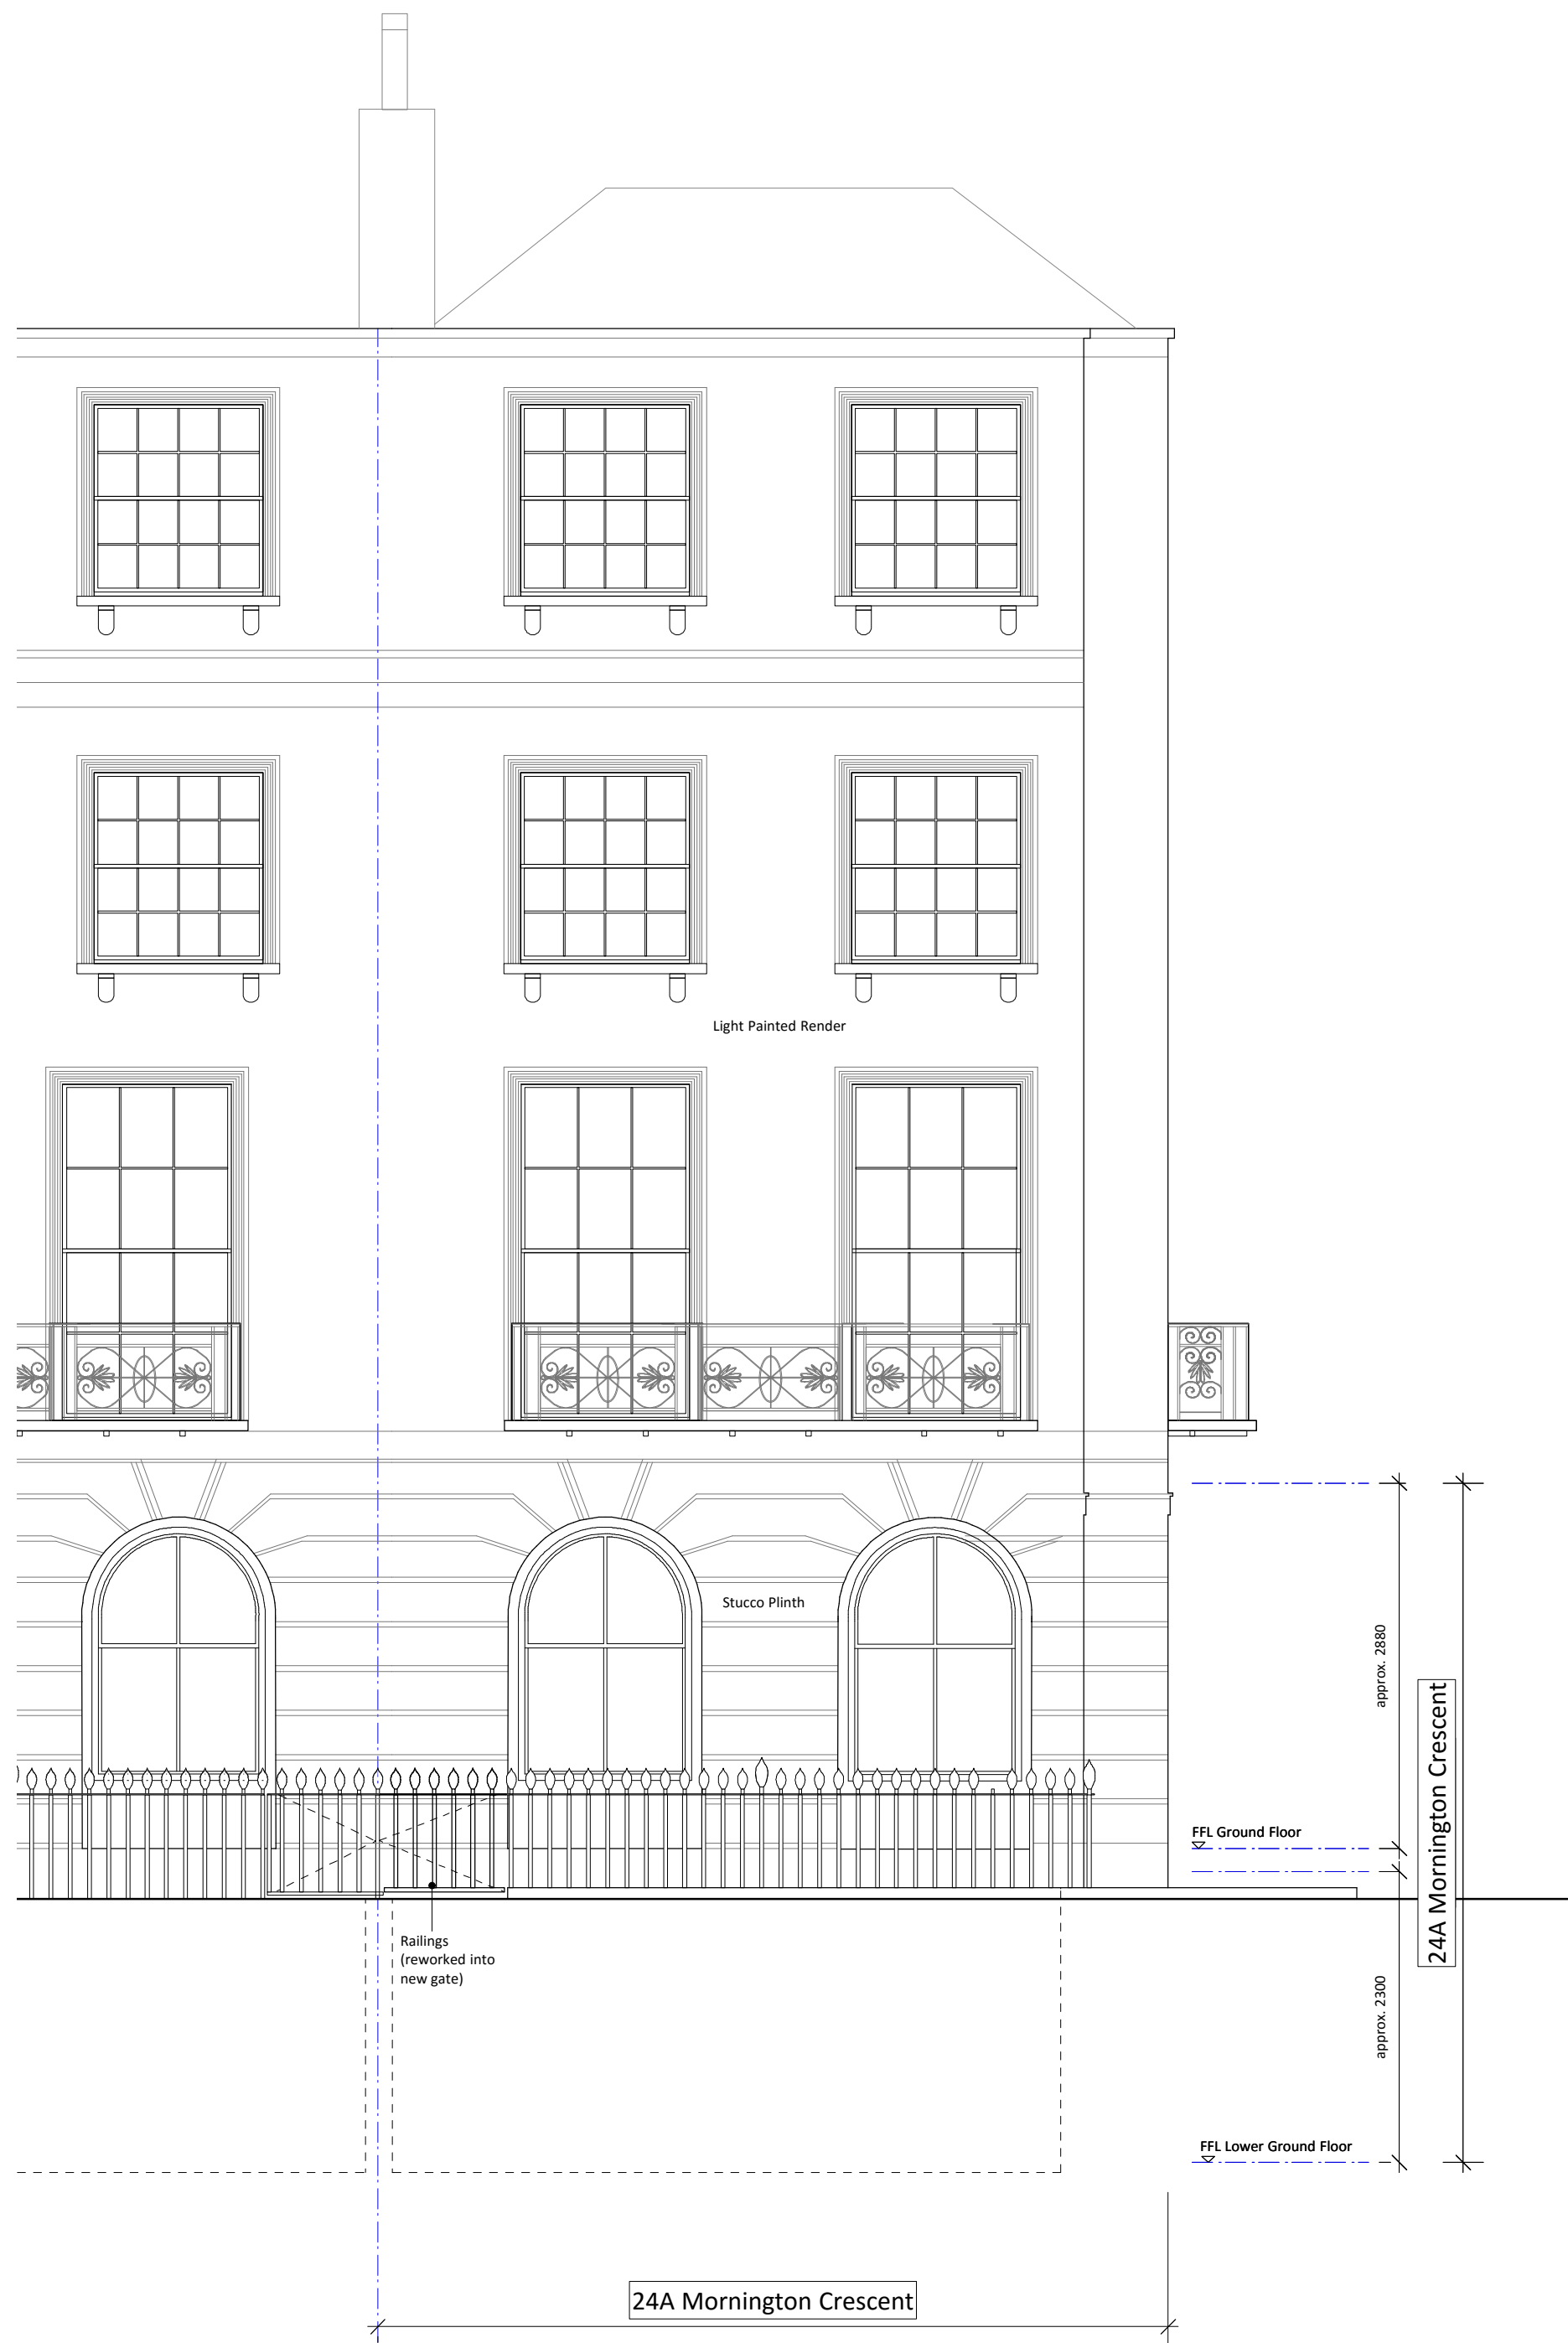 Light Painted Render
Stucco Plinth
approx. 2880
24A Mornington Crescent
FFL Ground Floor
Railings
(reworked into
new gate)
approx. 2300
FFL Lower Ground Floor
24A Mornington Crescent